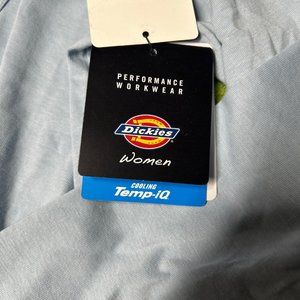 PERFORMANCE
WORKWEAR
Dickies
Women
COOLING
Temp-iQ